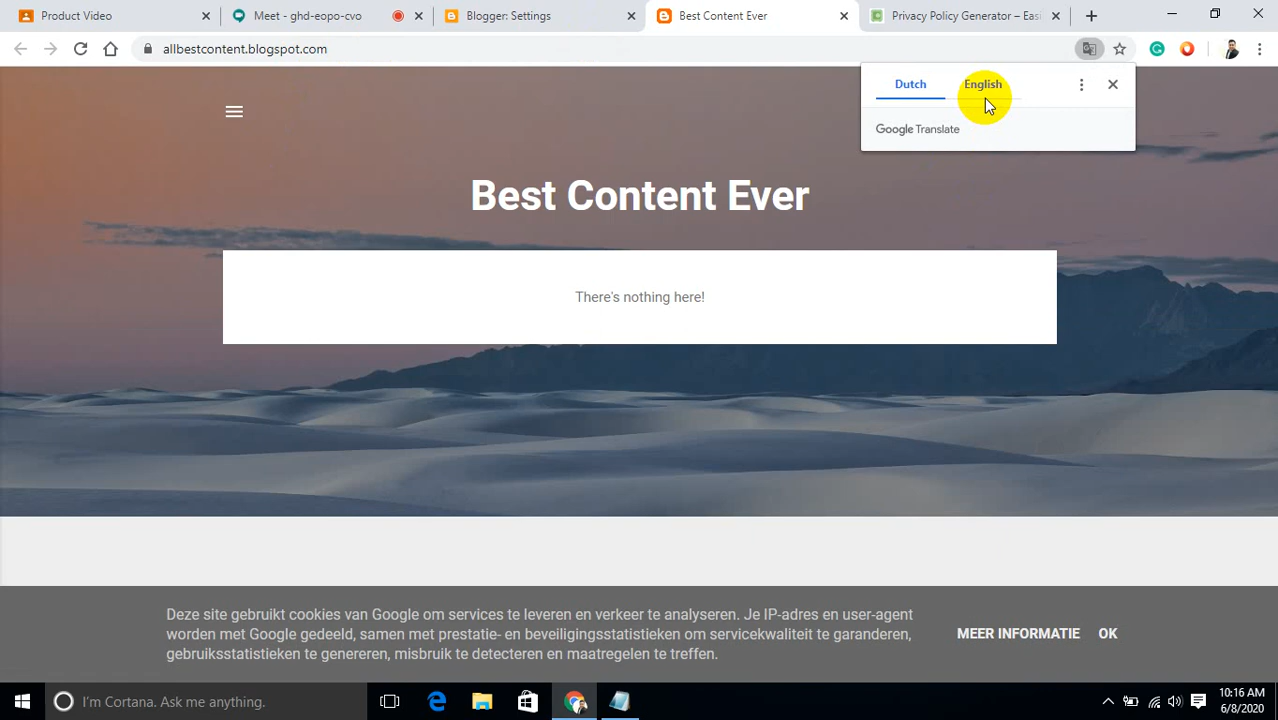 Product Video
Meet - ghd-eopo-cvo
Blogger: Settings
Best Content Ever
Privacy Policy Generator – Easi
allbestcontent.blogspot.com
Dutch
English
Google Translate
Best Content Ever
There's nothing here!
Deze site gebruikt cookies van Google om services te leveren en verkeer te analyseren. Je IP-adres en user-agent
worden met Google gedeeld, samen met prestatie- en beveiligingsstatistieken om servicekwaliteit te garanderen,
gebruiksstatistieken te genereren, misbruik te detecteren en maatregelen te treffen.
MEER INFORMATIE
OK
I'm Cortana. Ask me anything.
10:16 AM
6/8/2020